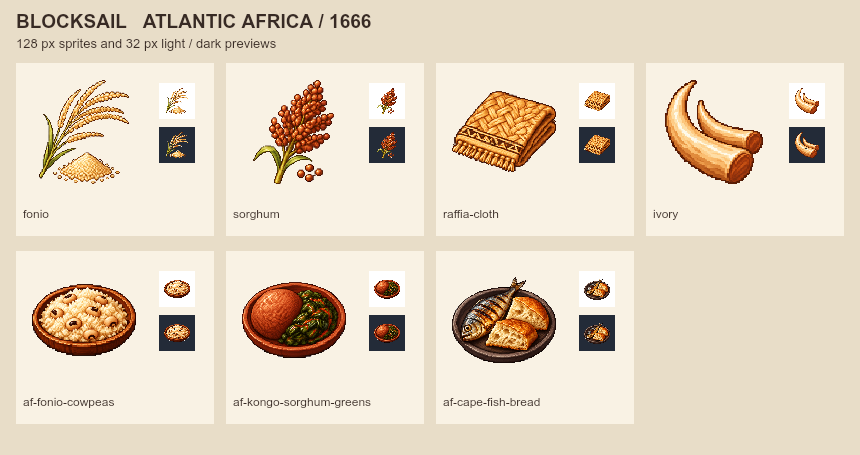 BLOCKSAIL ATLANTIC AFRICA / 1666
128 px sprites and 32 px light / dark previews
fonio
sorghum
raffia-cloth
ivory
af-fonio-cowpeas
af-kongo-sorghum-greens
af-cape-fish-bread